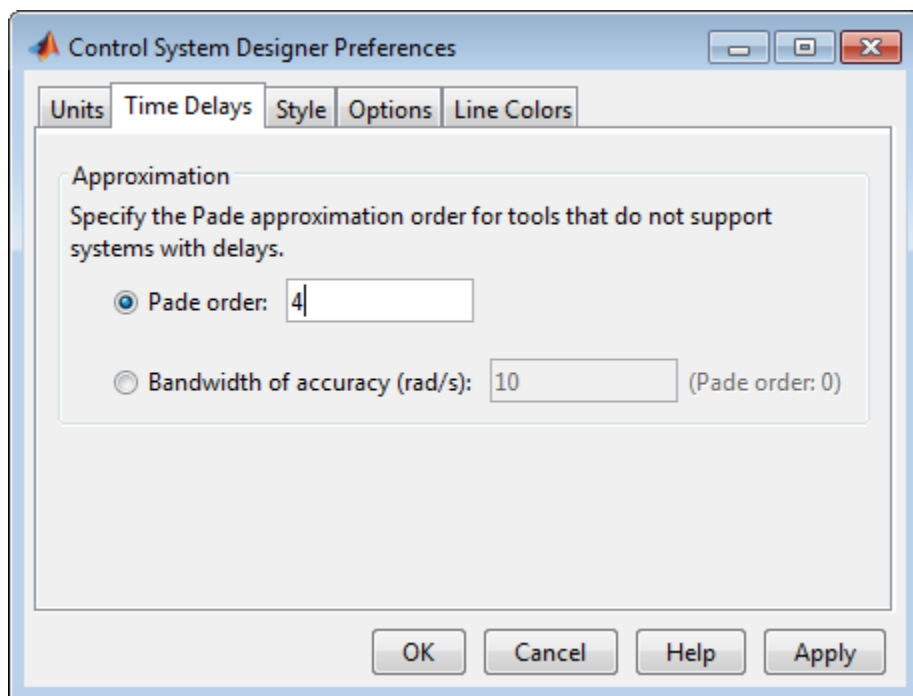 Control System Designer Preferences
Units Time Delays Style Options Line Colors
Approximation
Specify the Pade approximation order for tools that do not support
systems with delays.
Pade order: 4
Bandwidth of accuracy (rad/s): 10 (Pade order: 0)
OK Cancel Help Apply